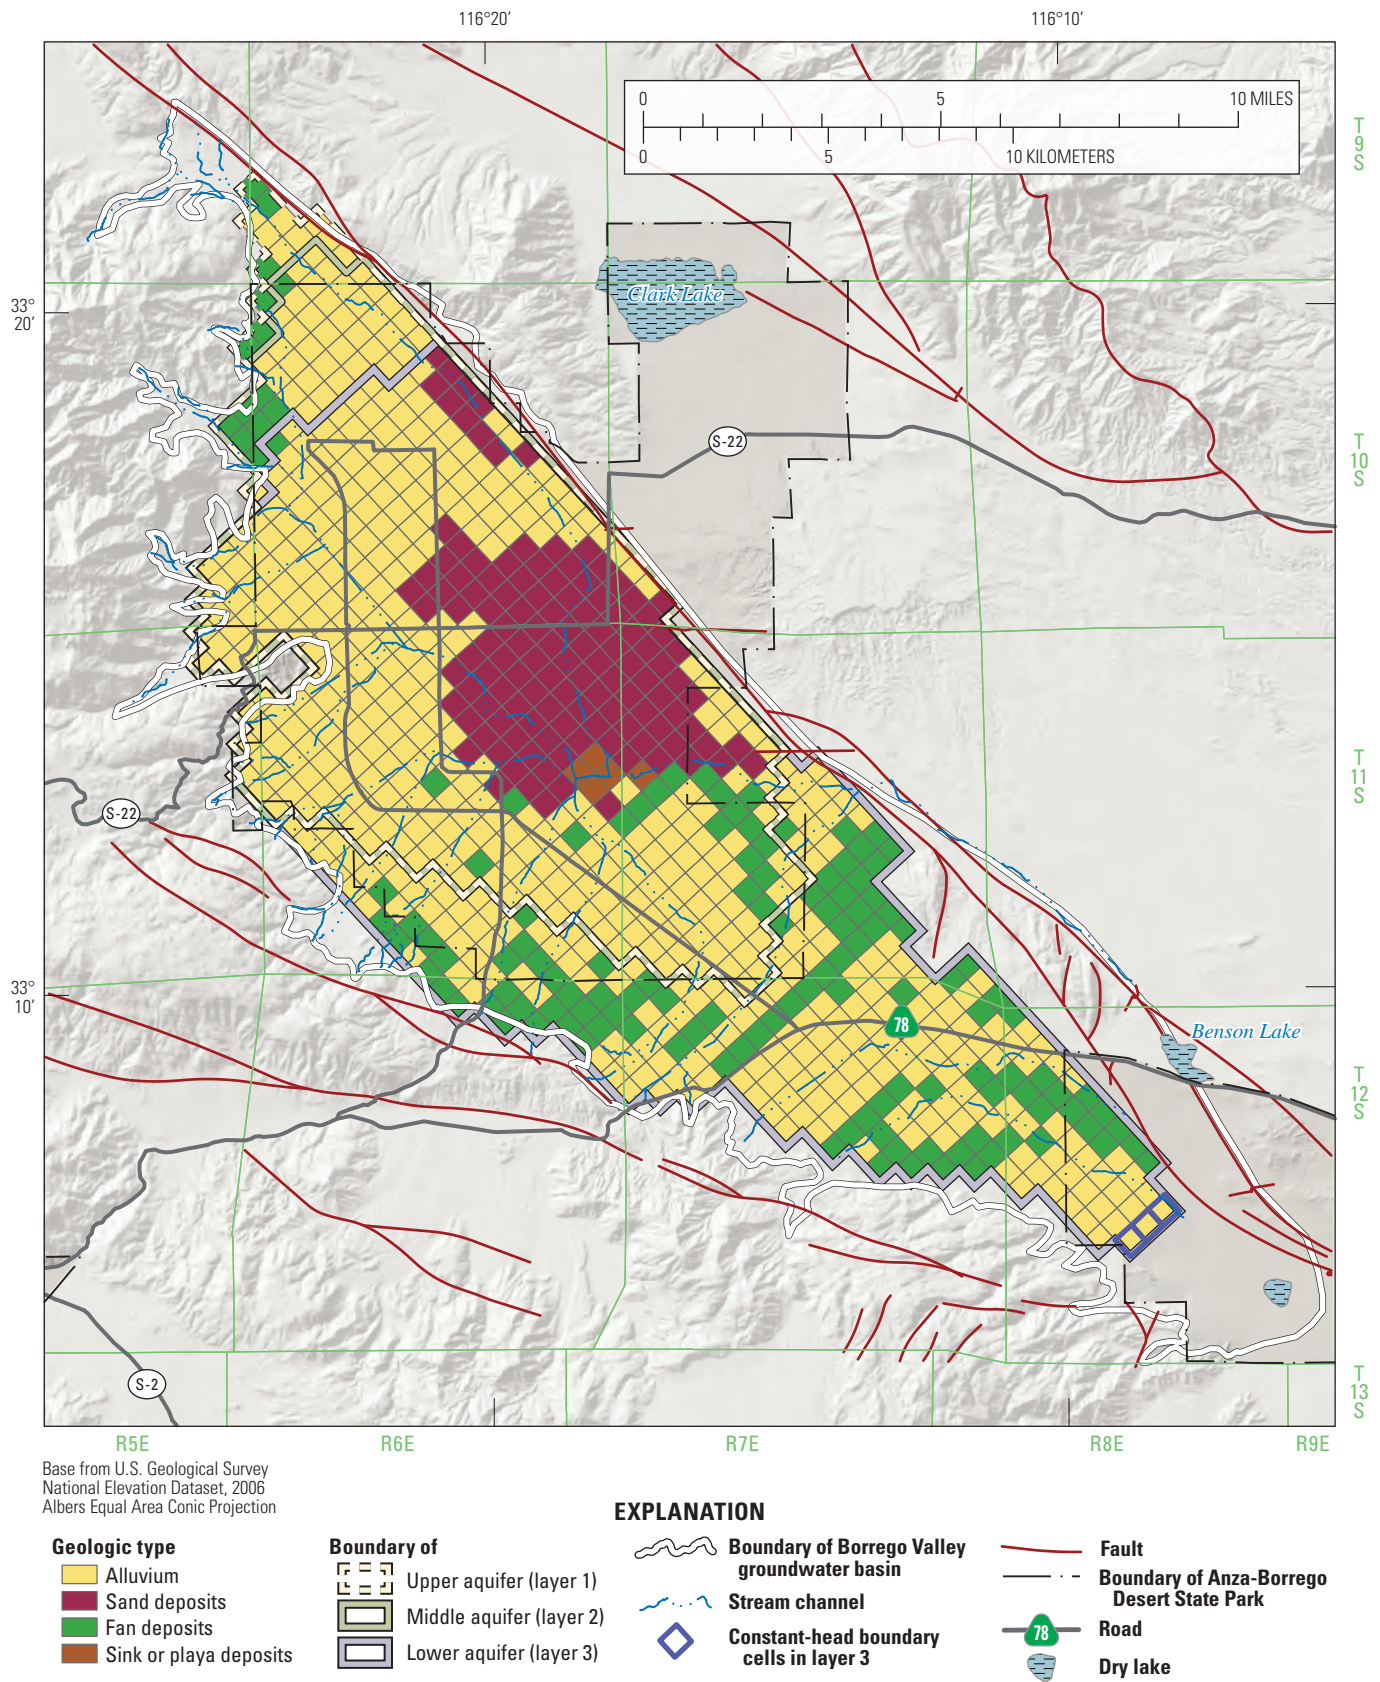 116°20′
116°10′
0
5
10 MILES
0
5
10 KILOMETERS
T
9
S
33°
20′
Clark Lake
S-22
T
10
S
T
11
S
S-22
33°
10′
78
Benson Lake
T
12
S
S-2
T
13
S
R5E
R6E
R7E
R8E
R9E
Base from U.S. Geological Survey
National Elevation Dataset, 2006
Albers Equal Area Conic Projection
EXPLANATION
Geologic type
Alluvium
Sand deposits
Fan deposits
Sink or playa deposits
Boundary of
Upper aquifer (layer 1)
Middle aquifer (layer 2)
Lower aquifer (layer 3)
Boundary of Borrego Valley
groundwater basin
Stream channel
Constant-head boundary
cells in layer 3
Fault
Boundary of Anza-Borrego
Desert State Park
78
Road
Dry lake